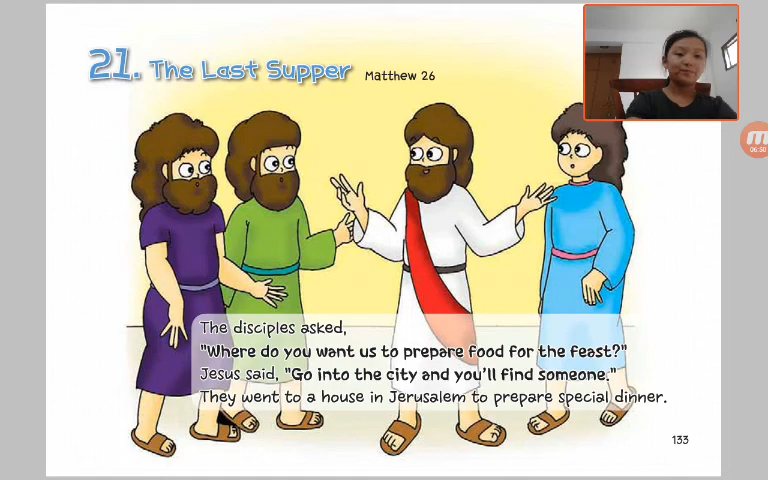 21. The Last Supper Matthew 26
The disciples asked,
"Where do you want us to prepare food for the feast?"
Jesus said, "Go into the city and you'll find someone."
They went to a house in Jerusalem to prepare special dinner.
133
06:50